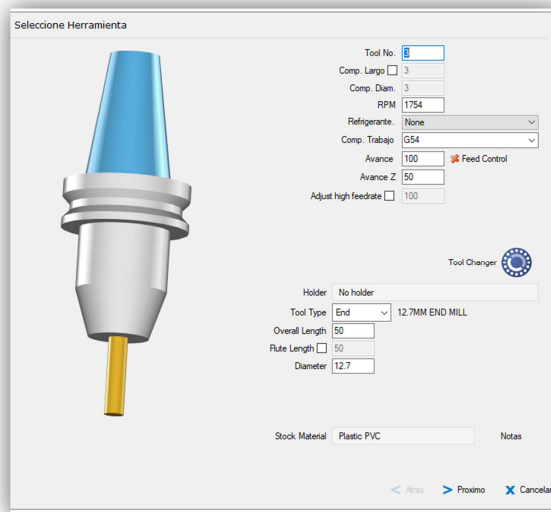 Seleccione Herramienta
Tool No. 3
Comp. Largo 3
Comp. Diam. 3
RPM 1754
Refrigerante. None
Comp. Trabajo G54
Avance 100 Feed Control
Avance Z 50
Adjust high feedrate 100
Tool Changer
Holder No holder
Tool Type End 12.7MM END MILL
Overall Length 50
Flute Length 50
Diameter 12.7
Stock Material Plastic PVC Notas
< Atras > Proximo X Cancelar